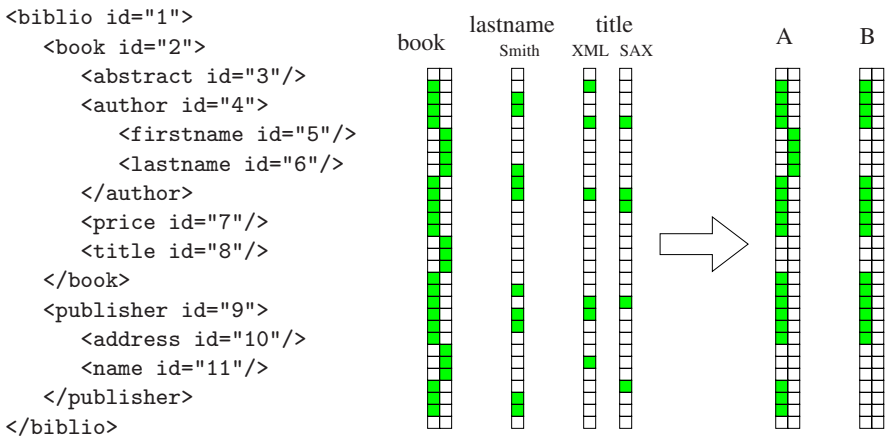 <biblio id="1">
<book id="2">
<abstract id="3"/>
<author id="4">
<firstname id="5"/>
<lastname id="6"/>
</author>
<price id="7"/>
<title id="8"/>
</book>
<publisher id="9">
<address id="10"/>
<name id="11"/>
</publisher>
</biblio>
lastname title
book Smith XML SAX
A B